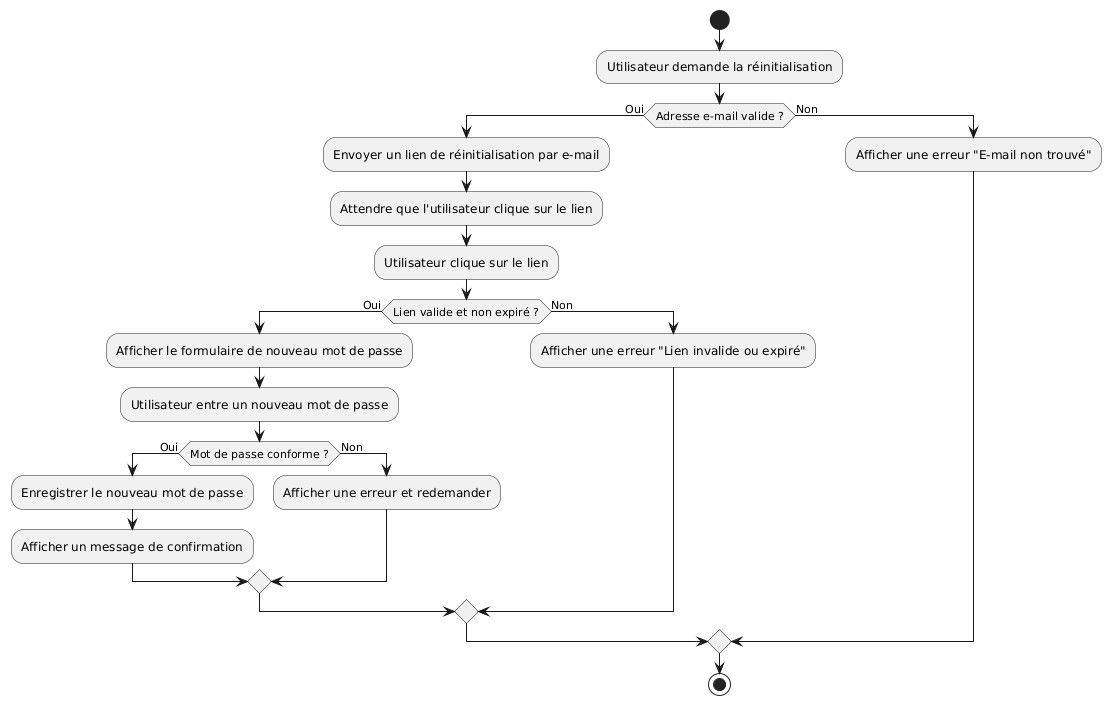 Utilisateur demande la réinitialisation
Adresse e-mail valide ?
Oui
Non
Envoyer un lien de réinitialisation par e-mail
Afficher une erreur "E-mail non trouvé"
Attendre que l'utilisateur clique sur le lien
Utilisateur clique sur le lien
Lien valide et non expiré ?
Oui
Non
Afficher le formulaire de nouveau mot de passe
Afficher une erreur "Lien invalide ou expiré"
Utilisateur entre un nouveau mot de passe
Mot de passe conforme ?
Oui
Non
Enregistrer le nouveau mot de passe
Afficher une erreur et redemander
Afficher un message de confirmation